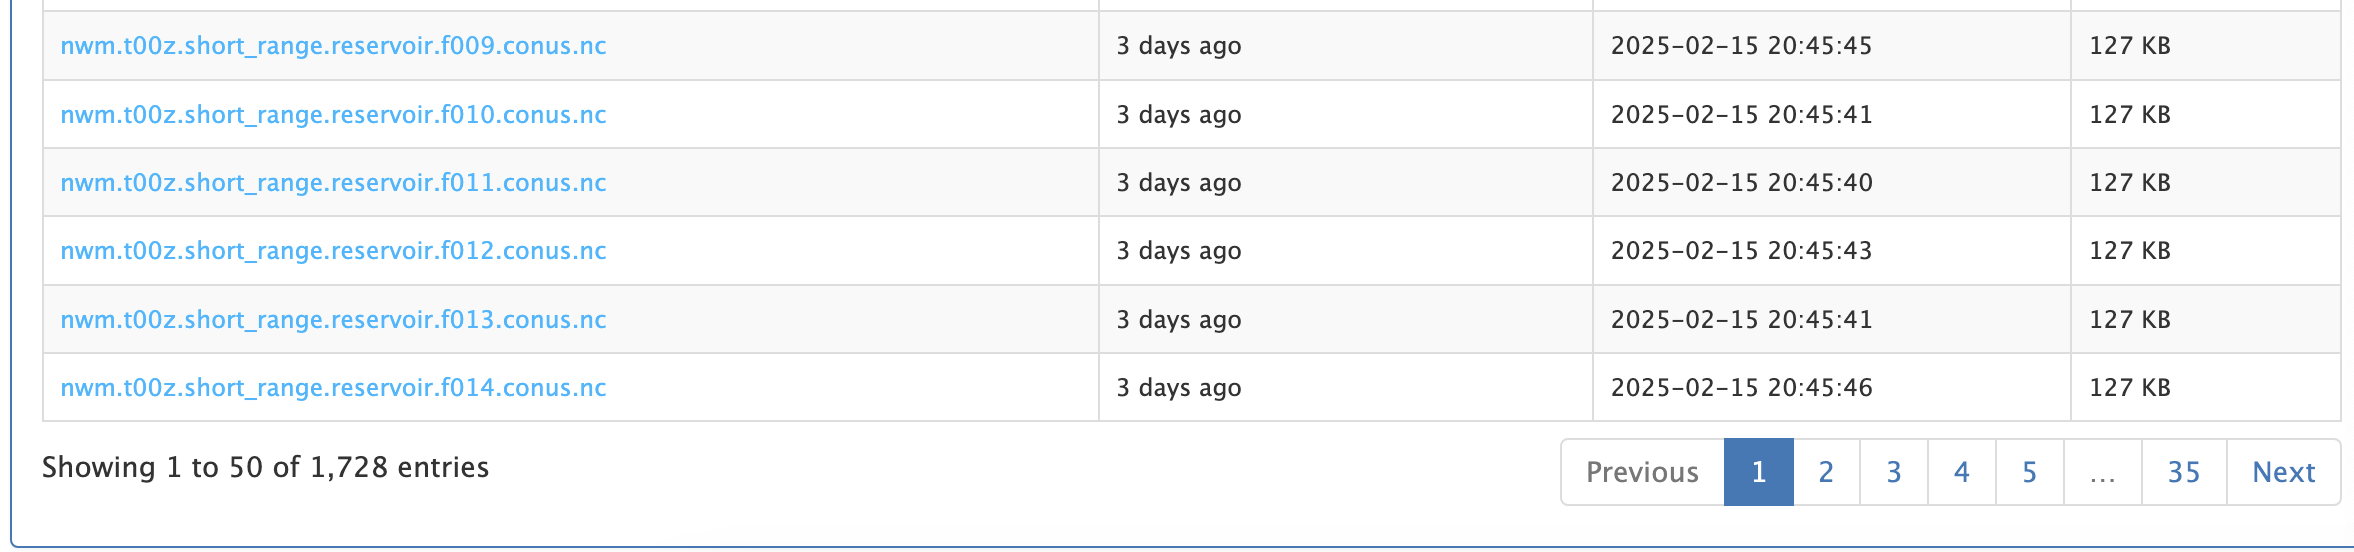 nwm.t00z.short_range.reservoir.f009.conus.nc 3 days ago 2025-02-15 20:45:45 127 KB
nwm.t00z.short_range.reservoir.f010.conus.nc 3 days ago 2025-02-15 20:45:41 127 KB
nwm.t00z.short_range.reservoir.f011.conus.nc 3 days ago 2025-02-15 20:45:40 127 KB
nwm.t00z.short_range.reservoir.f012.conus.nc 3 days ago 2025-02-15 20:45:43 127 KB
nwm.t00z.short_range.reservoir.f013.conus.nc 3 days ago 2025-02-15 20:45:41 127 KB
nwm.t00z.short_range.reservoir.f014.conus.nc 3 days ago 2025-02-15 20:45:46 127 KB
Showing 1 to 50 of 1,728 entries Previous 1 2 3 4 5 ... 35 Next